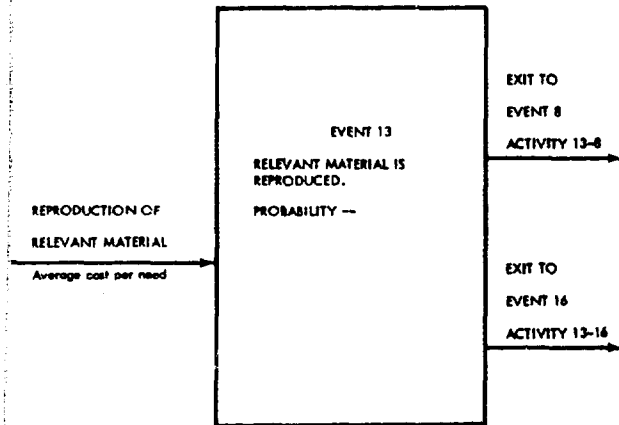 REPRODUCTION OF
RELEVANT MATERIAL
Average cost per need
EVENT 13
RELEVANT MATERIAL IS
REPRODUCED.
PROBABILITY --
EXIT TO
EVENT 8
ACTIVITY 13-8
EXIT TO
EVENT 16
ACTIVITY 13-16